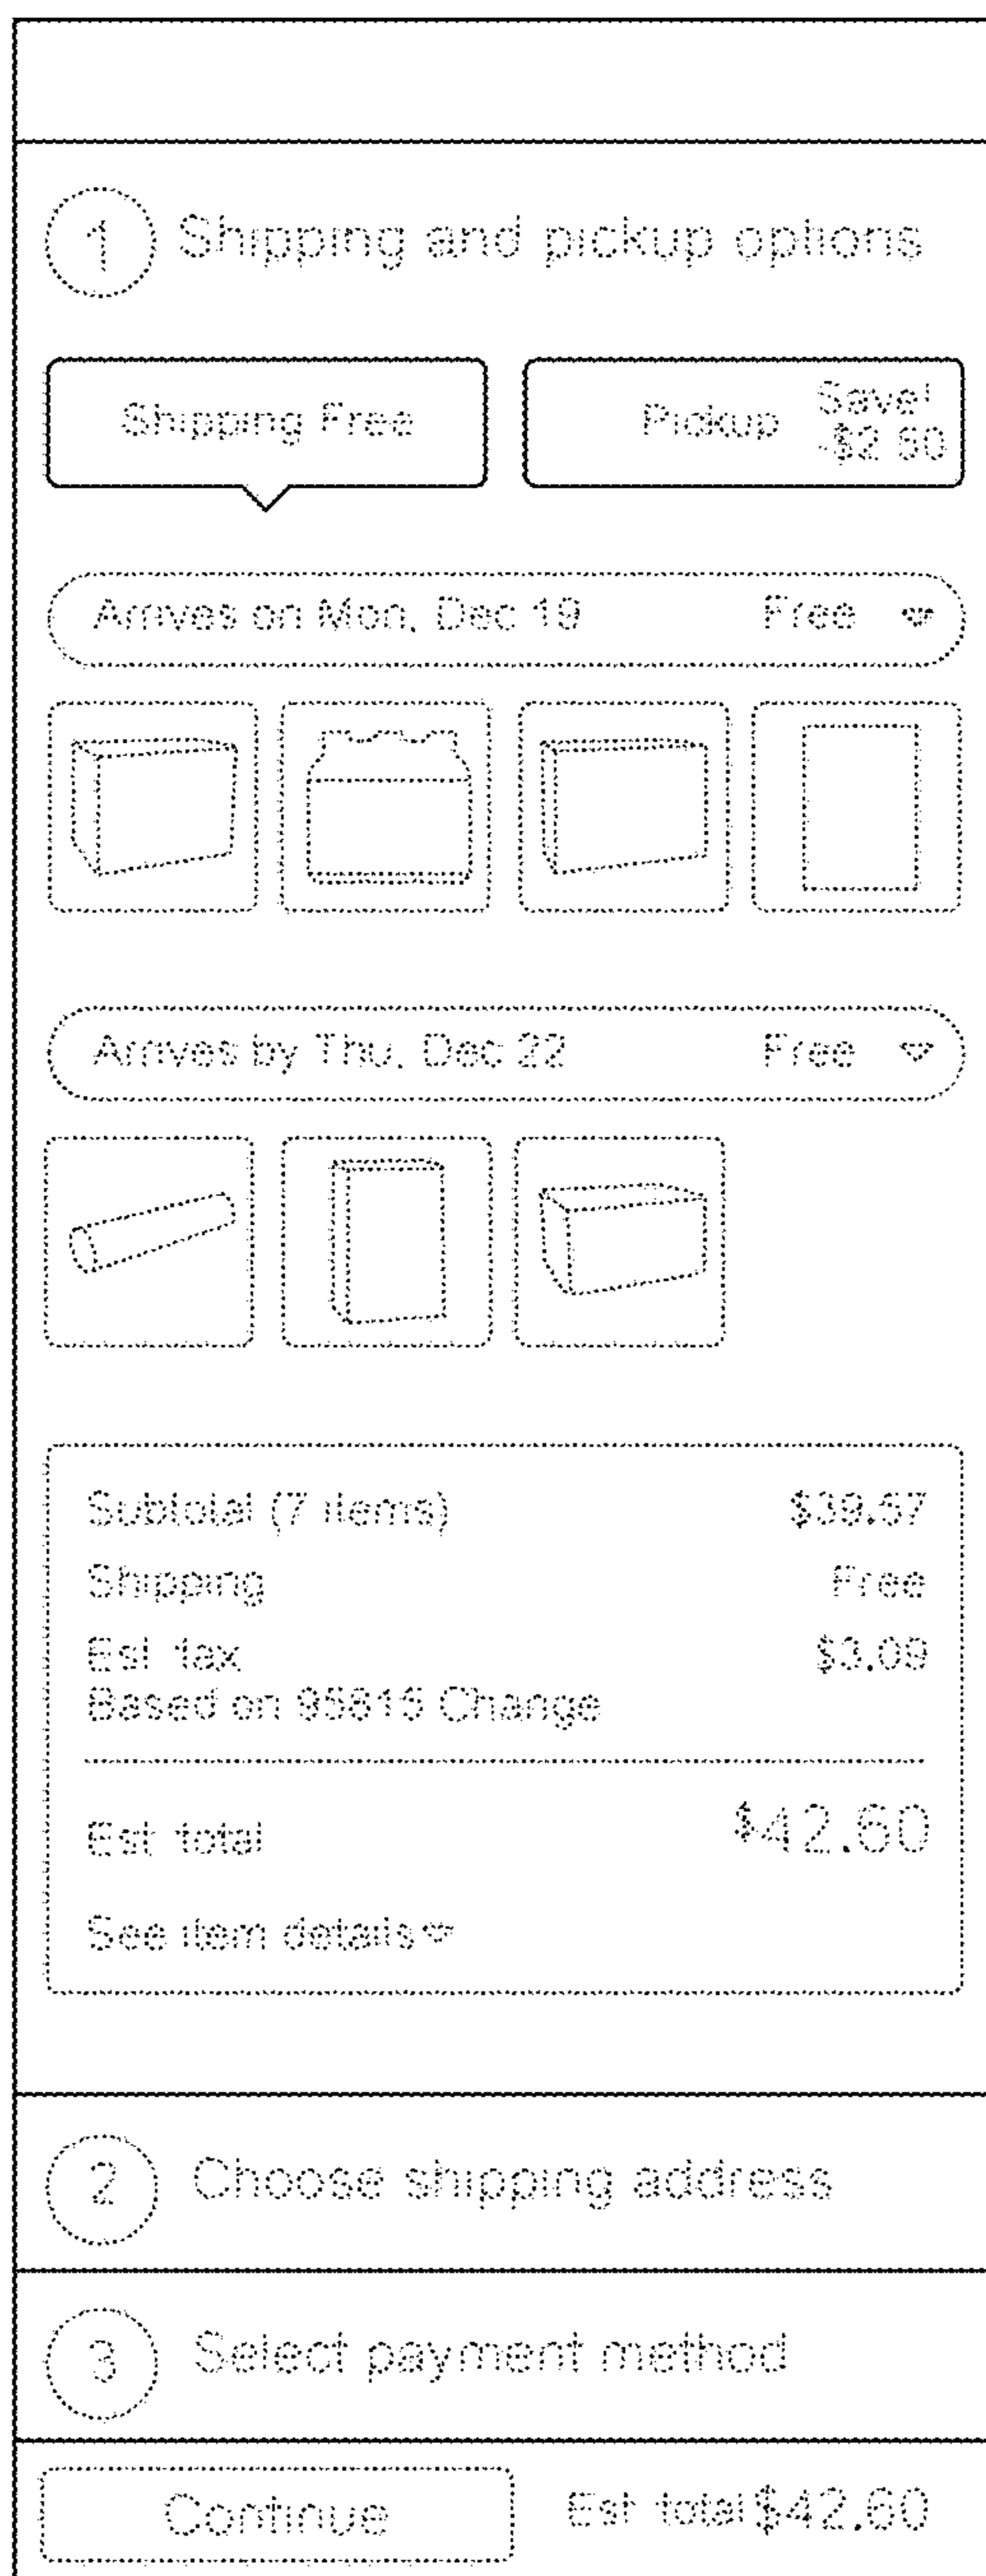 1 Shipping and pickup options
Shipping Free
Pickup
Save!
-$2.60
Arrives on Mon, Dec 19 Free
Arrives by Thu, Dec 22 Free
Subtotal (7 items) $39.57
Shipping Free
Est tax $3.09
Based on Change
Est total $42.60
See item details
2 Choose shipping address
3 Select payment method
Continue
Est total $42.60